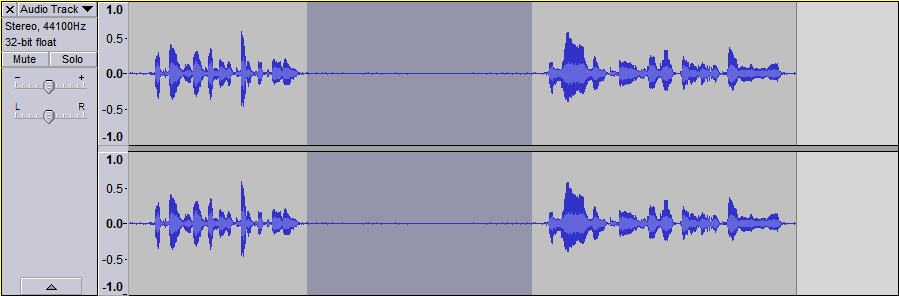 Audio Track
Stereo, 44100Hz
32-bit float
Mute Solo
- +
L R
1.0
0.5-
0.0-
-0.5-
-1.0
1.0
0.5-
0.0-
-0.5-
-1.0